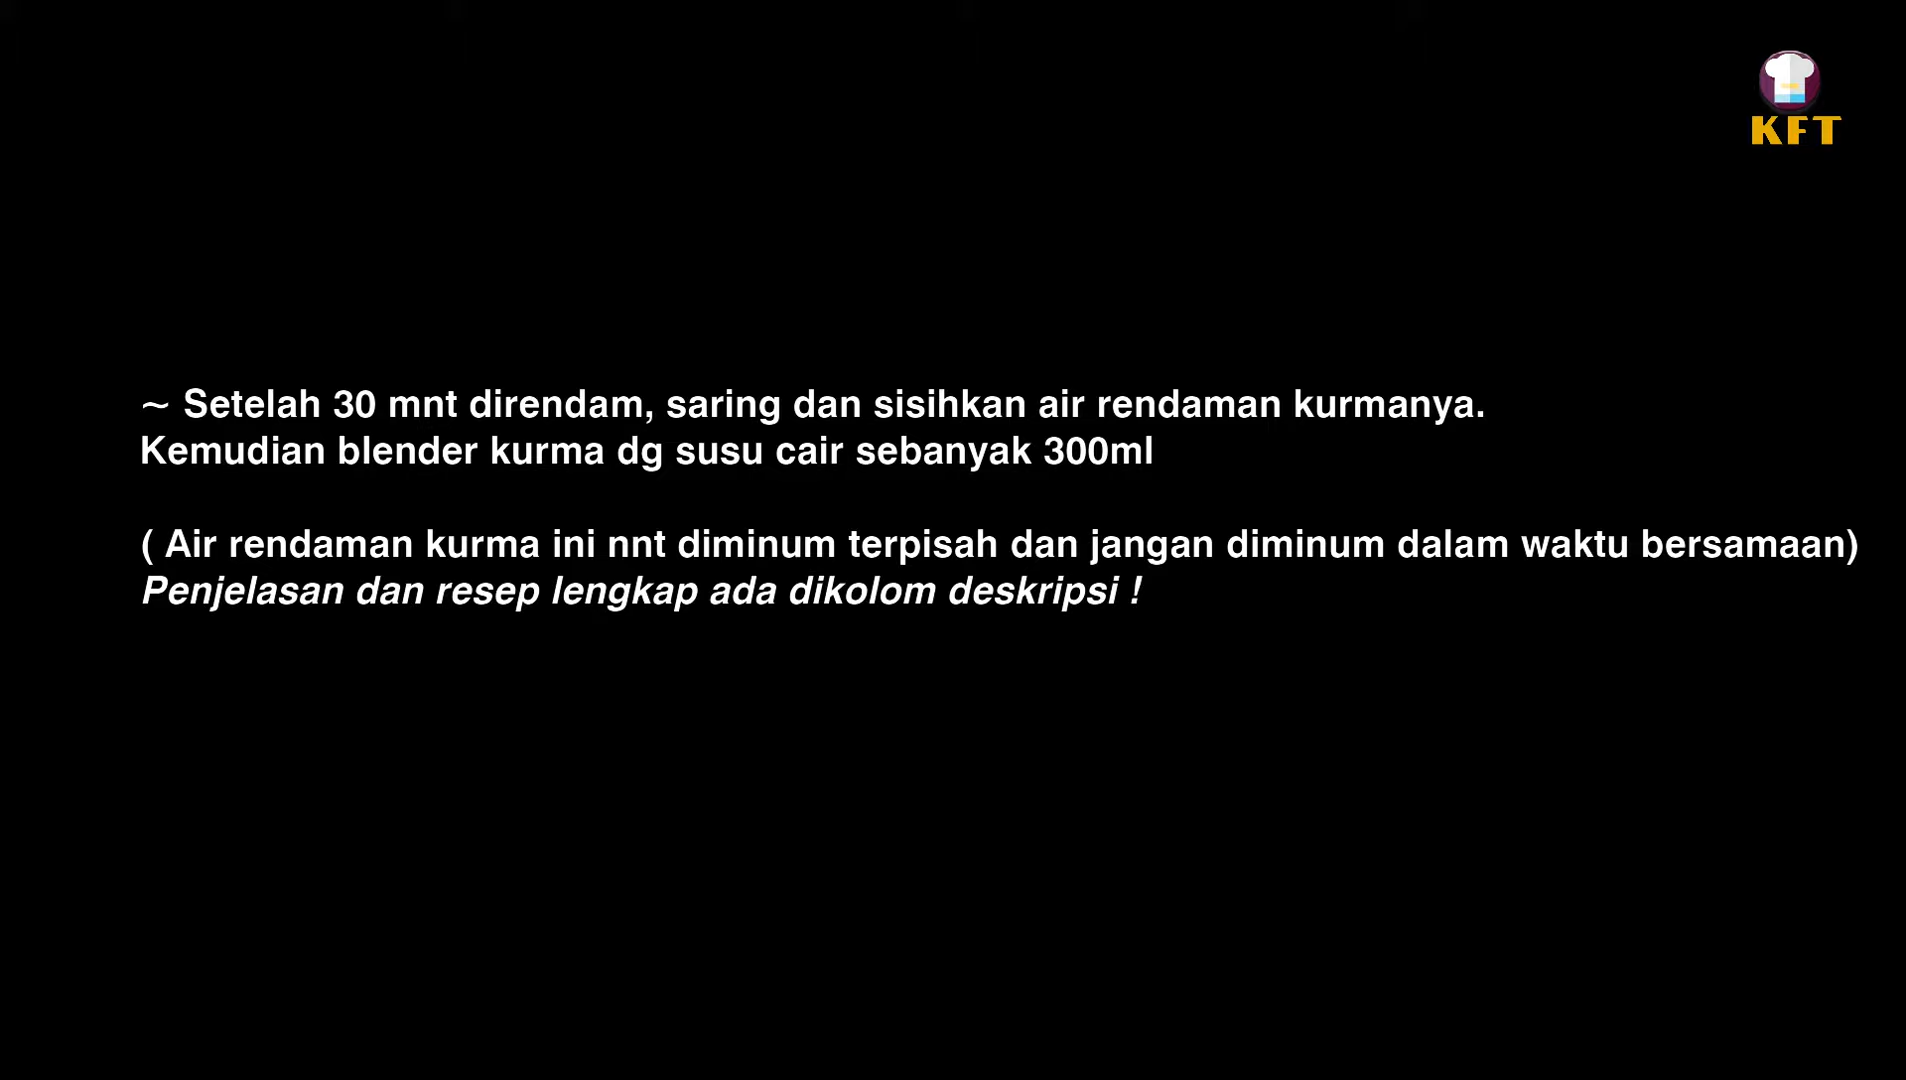 KFT
~ Setelah 30 mnt direndam, saring dan sisihkan air rendaman kurmanya.
Kemudian blender kurma dg susu cair sebanyak 300ml
( Air rendaman kurma ini nnt diminum terpisah dan jangan diminum dalam waktu bersamaan)
Penjelasan dan resep lengkap ada dikolom deskripsi !